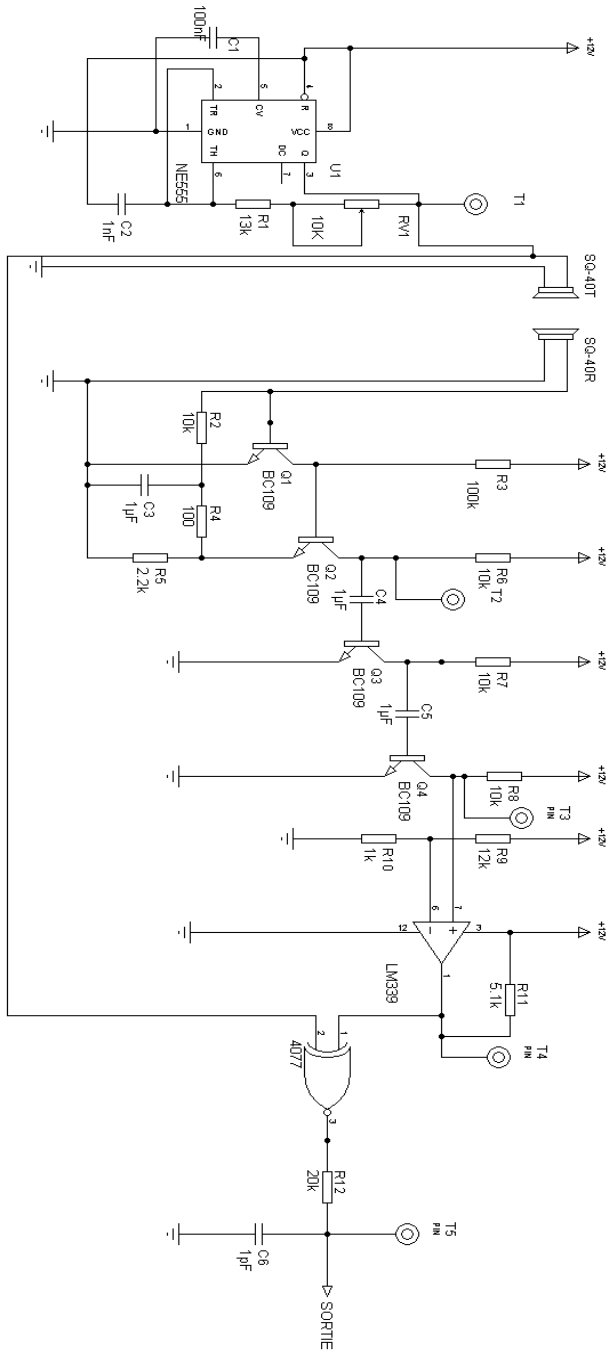 +12V
T1
U1
NE555
R
VCC
Q
DC
CV
TR
GND
TH
4
8
3
7
5
2
1
6
C1
100nF
C2
1nF
R1
13k
RV1
10K
SQ-40T
SQ-40R
R2
10k
Q1
BC109
R3
100k
+12V
C3
1µF
R4
100
R5
2.2k
Q2
BC109
R6
10k
+12V
T2
C4
1µF
Q3
BC109
R7
10k
+12V
C5
1µF
Q4
BC109
R8
10k
+12V
T3
PIN
R9
12k
+12V
R10
1k
6
7
3
12
1
LM339
+12V
R11
5.1k
T4
PIN
1
2
3
4077
R12
20k
T5
PIN
C6
1pF
SORTIE